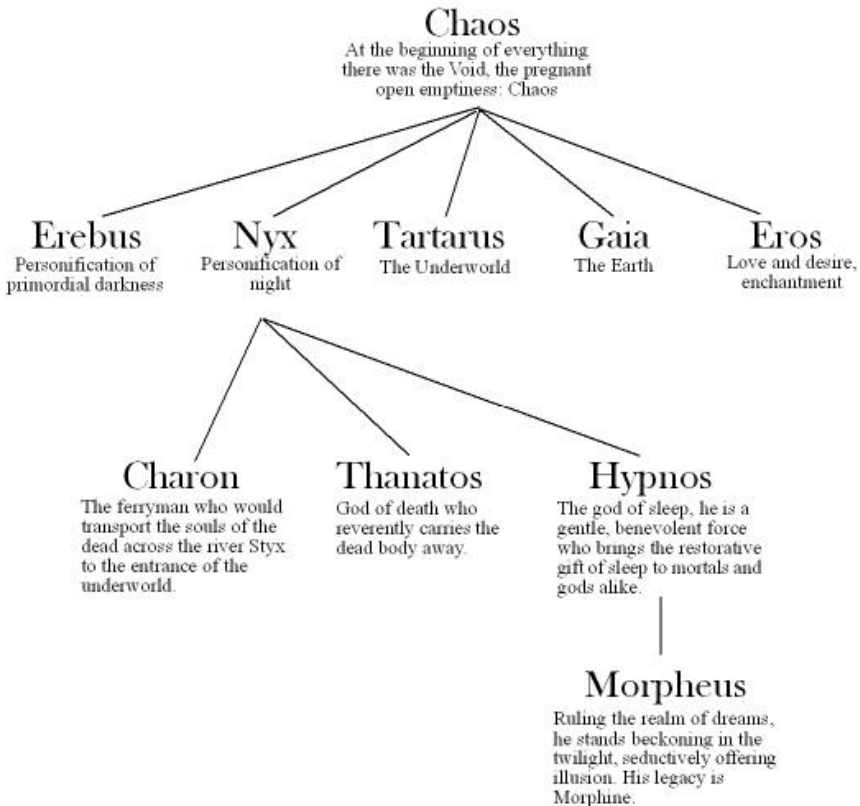 Chaos
At the beginning of everything
there was the Void, the pregnant
open emptiness: Chaos
Erebus
Personification of
primordial darkness
Nyx
Personification of
night
Tartarus
The Underworld
Gaia
The Earth
Eros
Love and desire,
enchantment
Charon
The ferryman who would
transport the souls of the
dead across the river Styx
to the entrance of the
underworld.
Thanatos
God of death who
reverently carries the
dead body away.
Hypnos
The god of sleep, he is a
gentle, benevolent force
who brings the restorative
gift of sleep to mortals and
gods alike.
Morpheus
Ruling the realm of dreams,
he stands beckoning in the
twilight, seductively offering
illusion. His legacy is
Morphine.